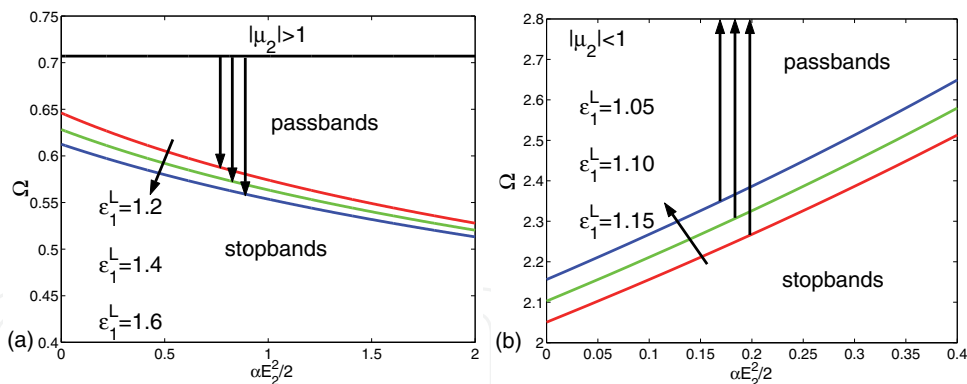 0.75
0.7
0.65
0.6
0.55
0.5
0.45
0.4
Ω
|μ₂|>1
passbands
ε₁ᴸ=1.2
stopbands
ε₁ᴸ=1.4
ε₁ᴸ=1.6
(a)
0 0.5 1 1.5 2
αE₂²/2
2.8
2.7
2.6
2.5
2.4
2.3
2.2
2.1
2
Ω
|μ₂|<1
passbands
ε₁ᴸ=1.05
ε₁ᴸ=1.10
ε₁ᴸ=1.15
stopbands
(b)
0 0.05 0.1 0.15 0.2 0.25 0.3 0.35 0.4
αE₂²/2